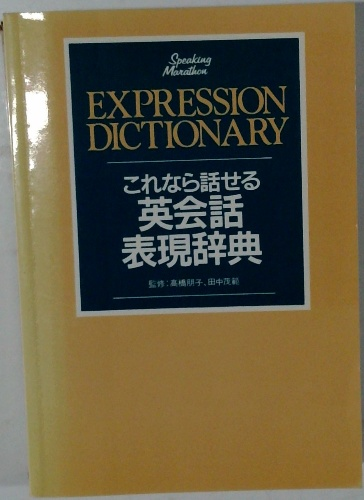 Speaking
Marathon
EXPRESSION
DICTIONARY
これなら話せる
英会話
表現辞典
監修:高橋朋子、田中茂範